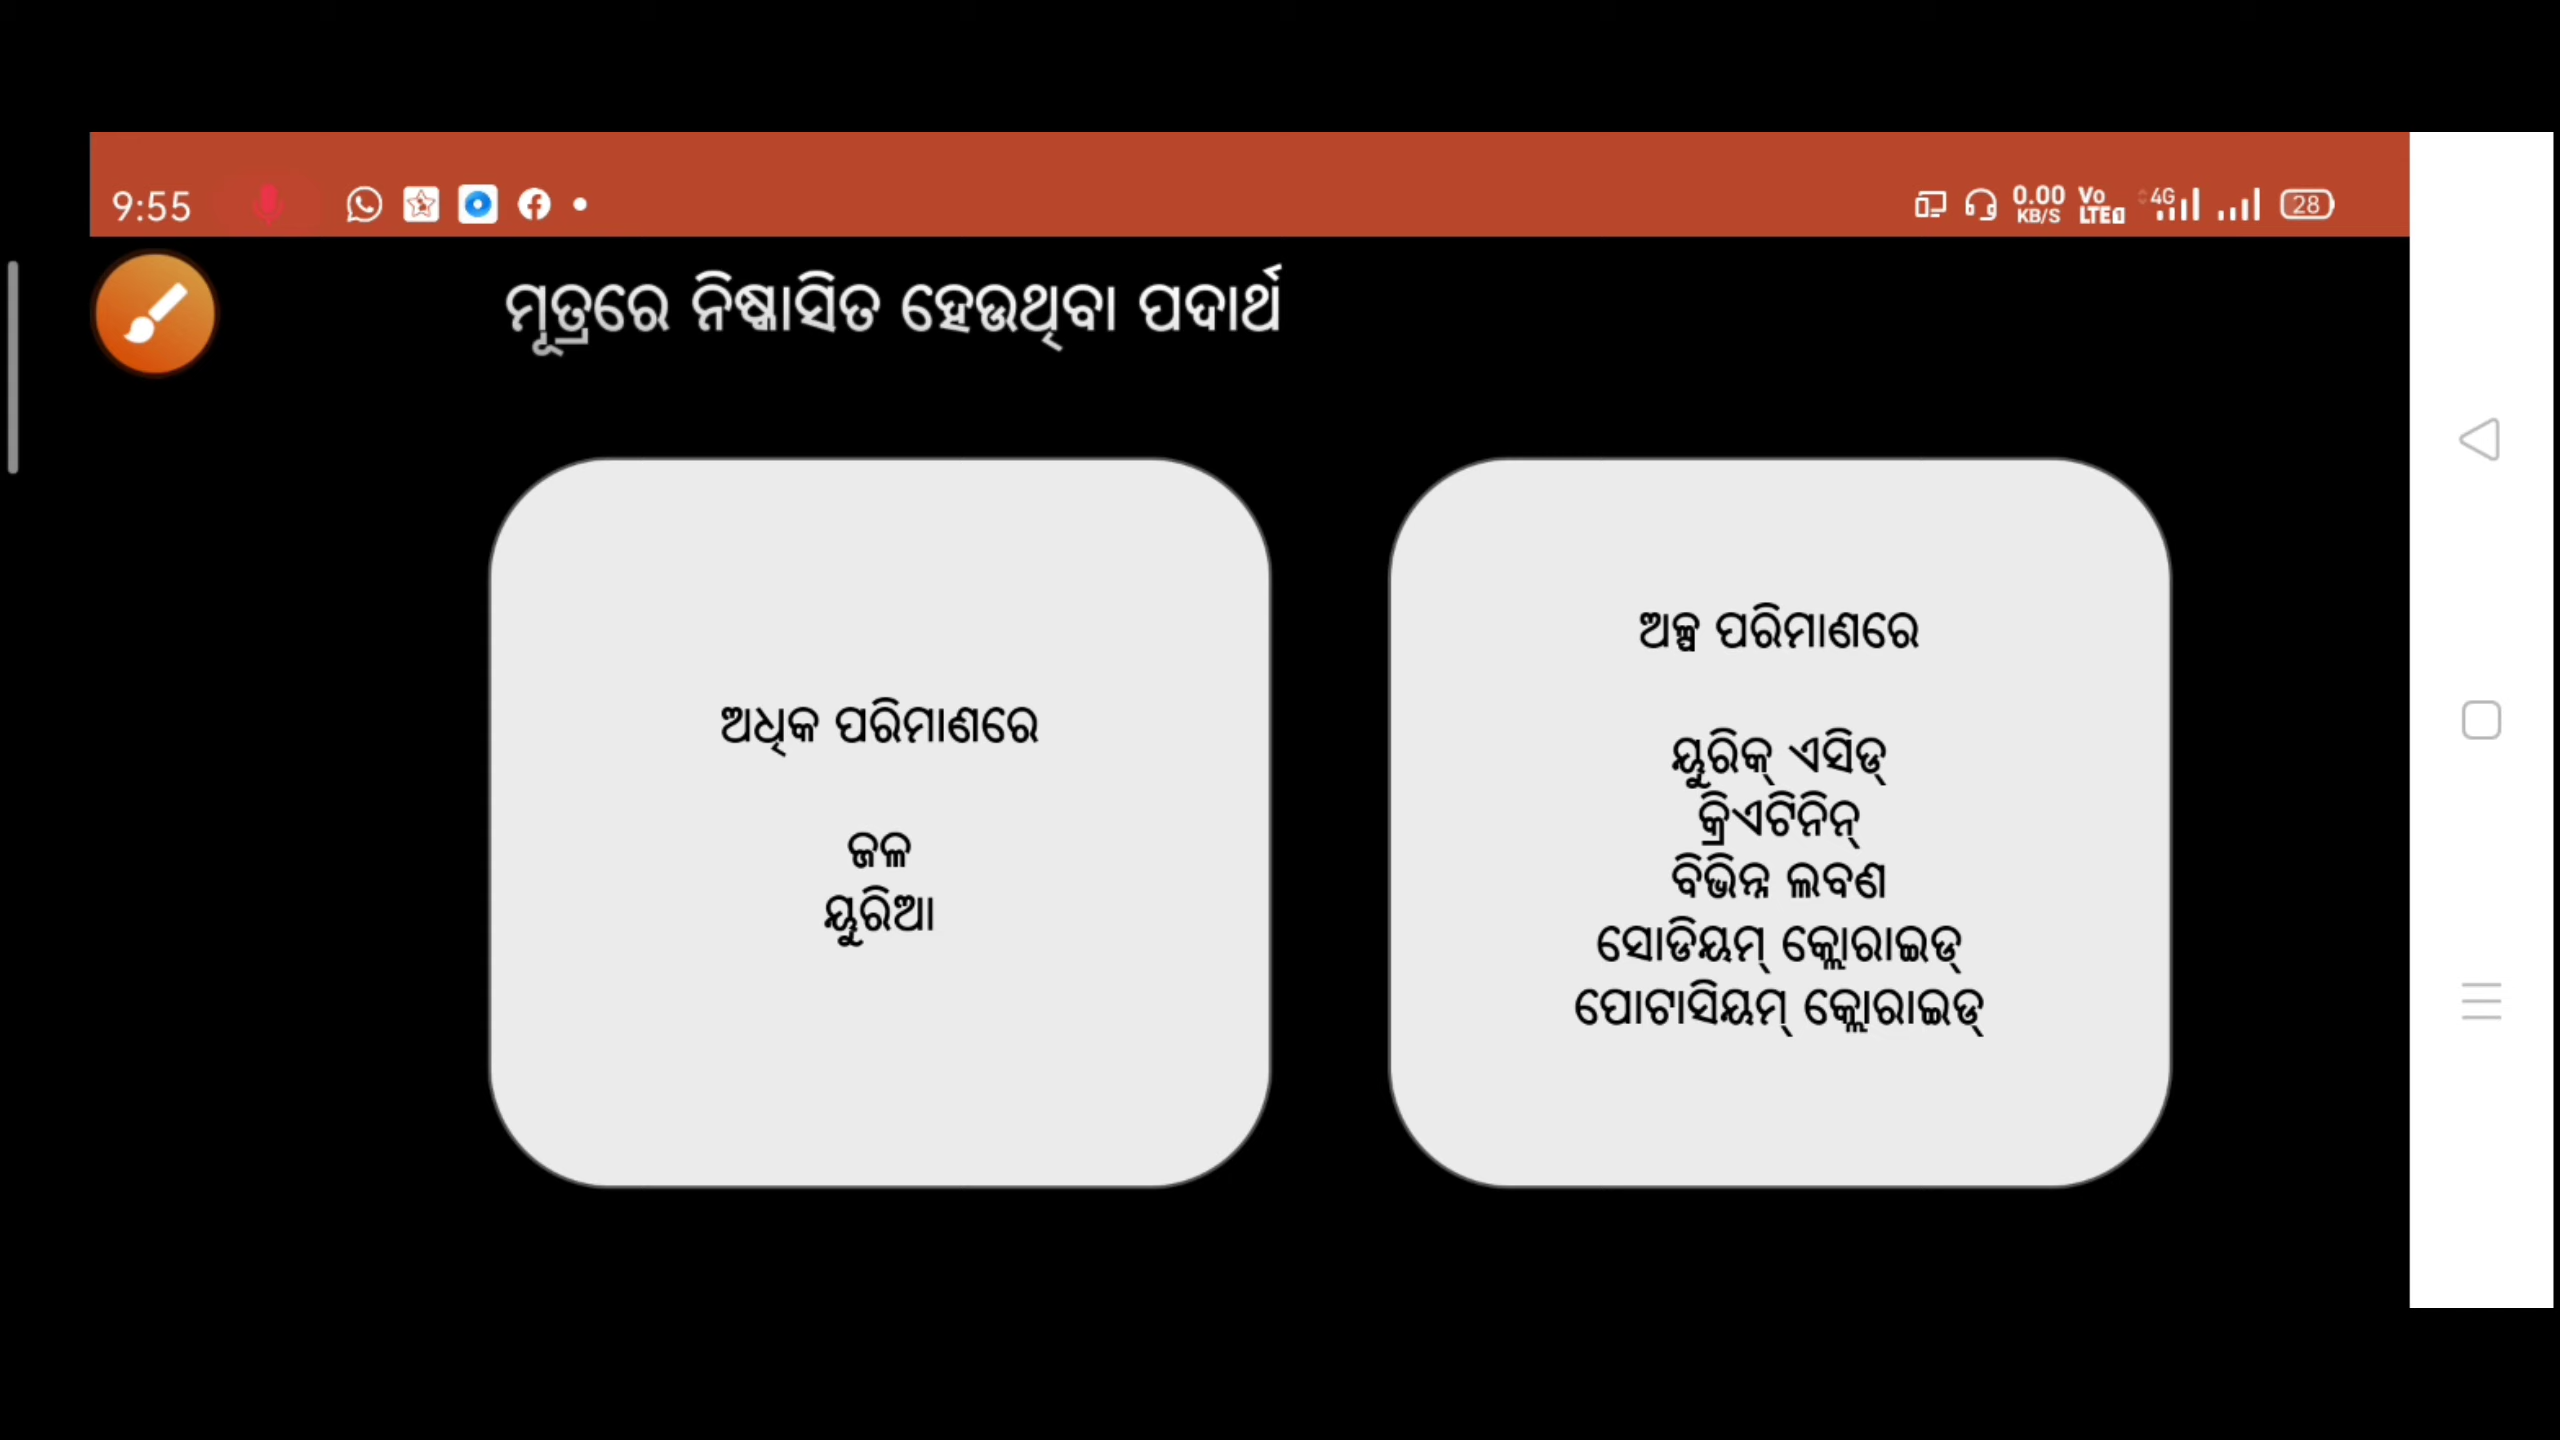 9:55
0.00 KB/S Vo LTE1 4G 28
ମୂତ୍ରରେ ନିଷ୍କାସିତ ହେଉଥିବା ପଦାର୍ଥ
ଅଧିକ ପରିମାଣରେ
ଜଳ
ୟୁରିଆ
ଅଳ୍ପ ପରିମାଣରେ
ୟୁରିକ୍ ଏସିଡ୍
କ୍ରିଏଟିନିନ୍
ବିଭିନ୍ନ ଲବଣ
ସୋଡିୟମ୍ କ୍ଲୋରାଇଡ୍
ପୋଟାସିୟମ୍ କ୍ଲୋରାଇଡ୍